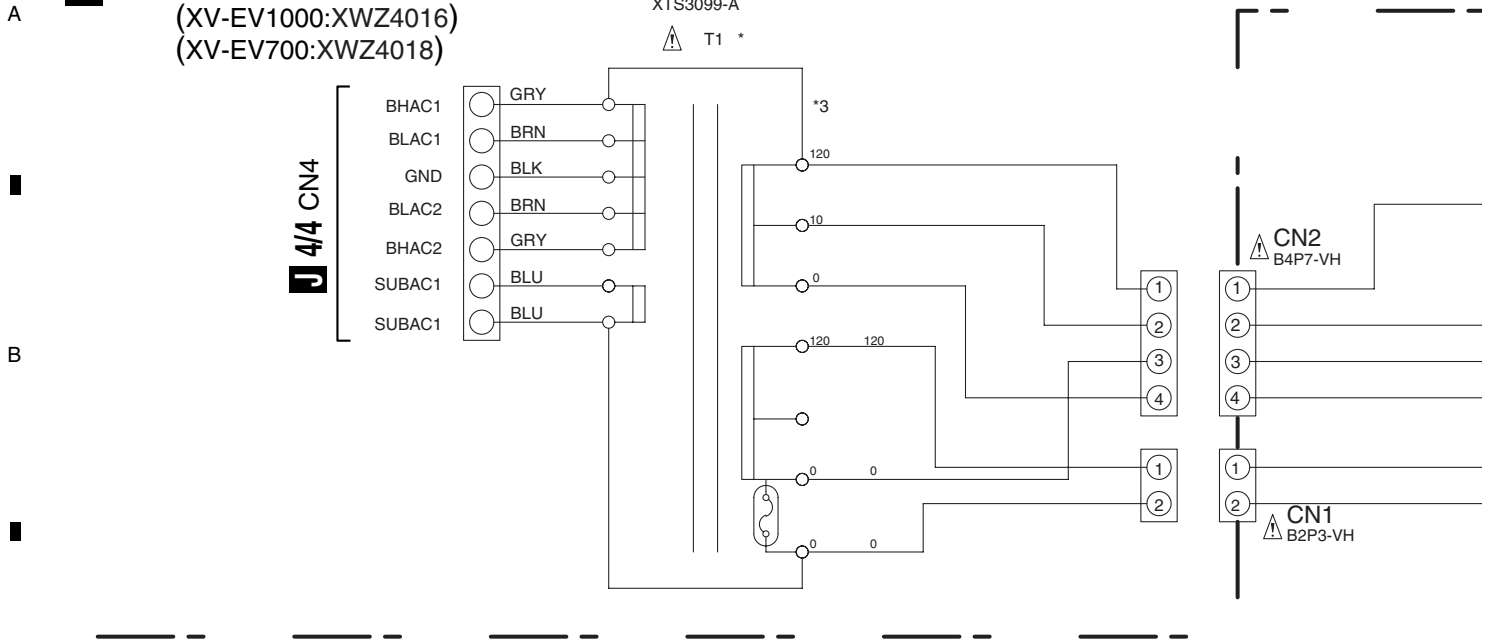 A
(XV-EV1000:XWZ4016)
(XV-EV700:XWZ4018)
XTS3099-A
T1 *
*3
J 4/4 CN4
BHAC1 GRY
BLAC1 BRN
GND BLK
BLAC2 BRN
BHAC2 GRY
SUBAC1 BLU
SUBAC1 BLU
120
10
0
120 120
0 0
0 0
B
1
2
3
4
1
2
CN2
B4P7-VH
1
2
3
4
1
2
CN1
B2P3-VH